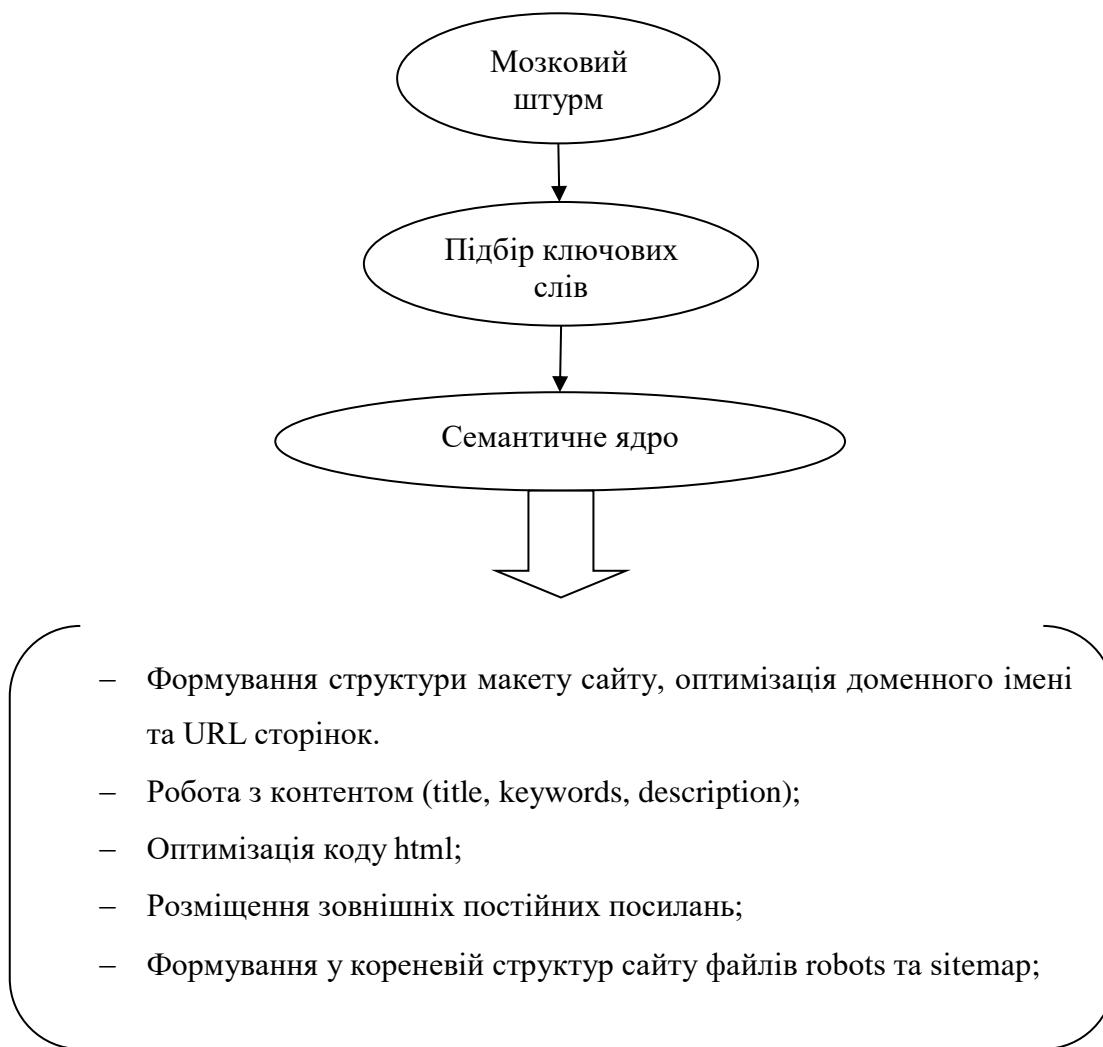 Мозковий
штурм
Підбір ключових
слів
Семантичне ядро
– Формування структури макету сайту, оптимізація доменного імені
та URL сторінок.
– Робота з контентом (title, keywords, description);
– Оптимізація коду html;
– Розміщення зовнішніх постійних посилань;
– Формування у кореневій структур сайту файлів robots та sitemap;